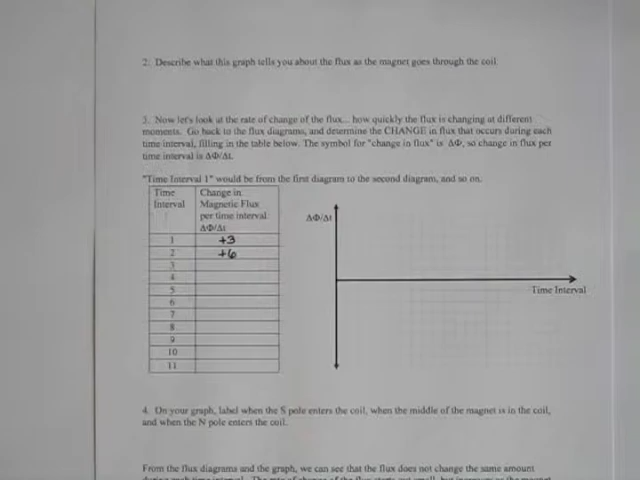 2. Describe what this graph tells you about the flux as the magnet goes through the coil
3. Now let's look at the rate of change of the flux... how quickly the flux is changing at different
moments. Go back to the flux diagrams, and determine the CHANGE in flux that occurs during each
time interval, filling in the table below. The symbol for "change in flux" is ΔΦ, so change in flux per
time interval is ΔΦ/Δt.
"Time Interval 1" would be from the first diagram to the second diagram, and so on.
Time Interval
Change in Magnetic Flux per time interval ΔΦ/Δt
1 +3
2 +6
3
4
5
6
7
8
9
10
11
ΔΦ/Δt
Time Interval
4. On your graph, label when the S pole enters the coil, when the middle of the magnet is in the coil,
and when the N pole enters the coil.
From the flux diagrams and the graph, we can see that the flux does not change the same amount